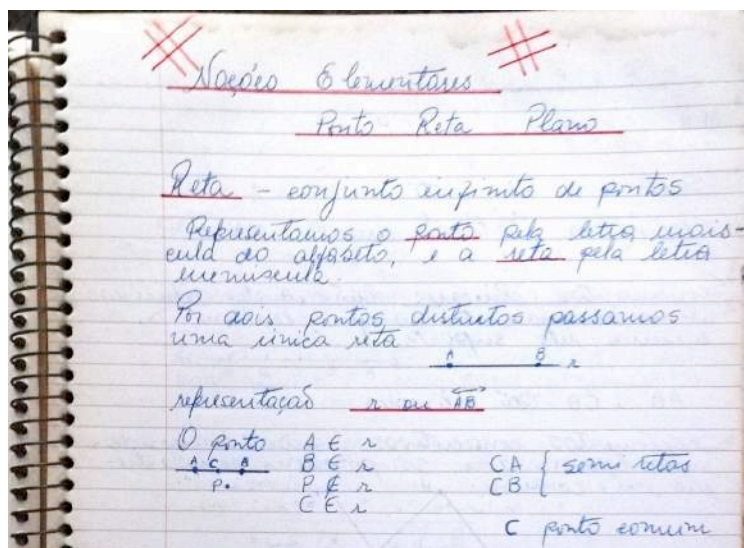 Noções Elementares
Ponto Reta Plano
Reta - conjunto infinito de pontos
Representamos o ponto pela letra maiús-
cula do alfabeto, e a reta pela letra
minúscula.
Por dois pontos distintos passamos
uma única reta
A B r
representação r ou AB
O ponto A ∈ r
A C B B ∈ r CA { semi retas
P. P ∉ r CB
C ∈ r
C ponto comum